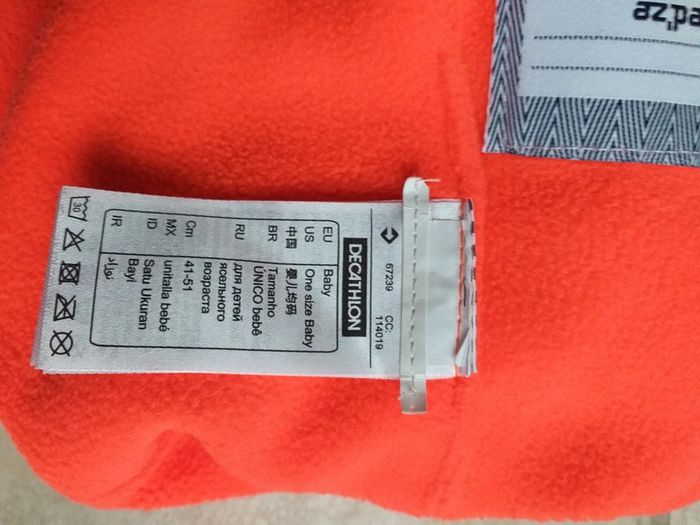 67239 CC:
114019
DECATHLON
EU Baby
US One size Baby
中国 婴儿均码
BR Tamanho
ÚNICO bebê
RU для детей
ясельного
возраста
Cm 41-51
MX unitalla bebé
ID Satu Ukuran
Bayi
IR نوزاد
30